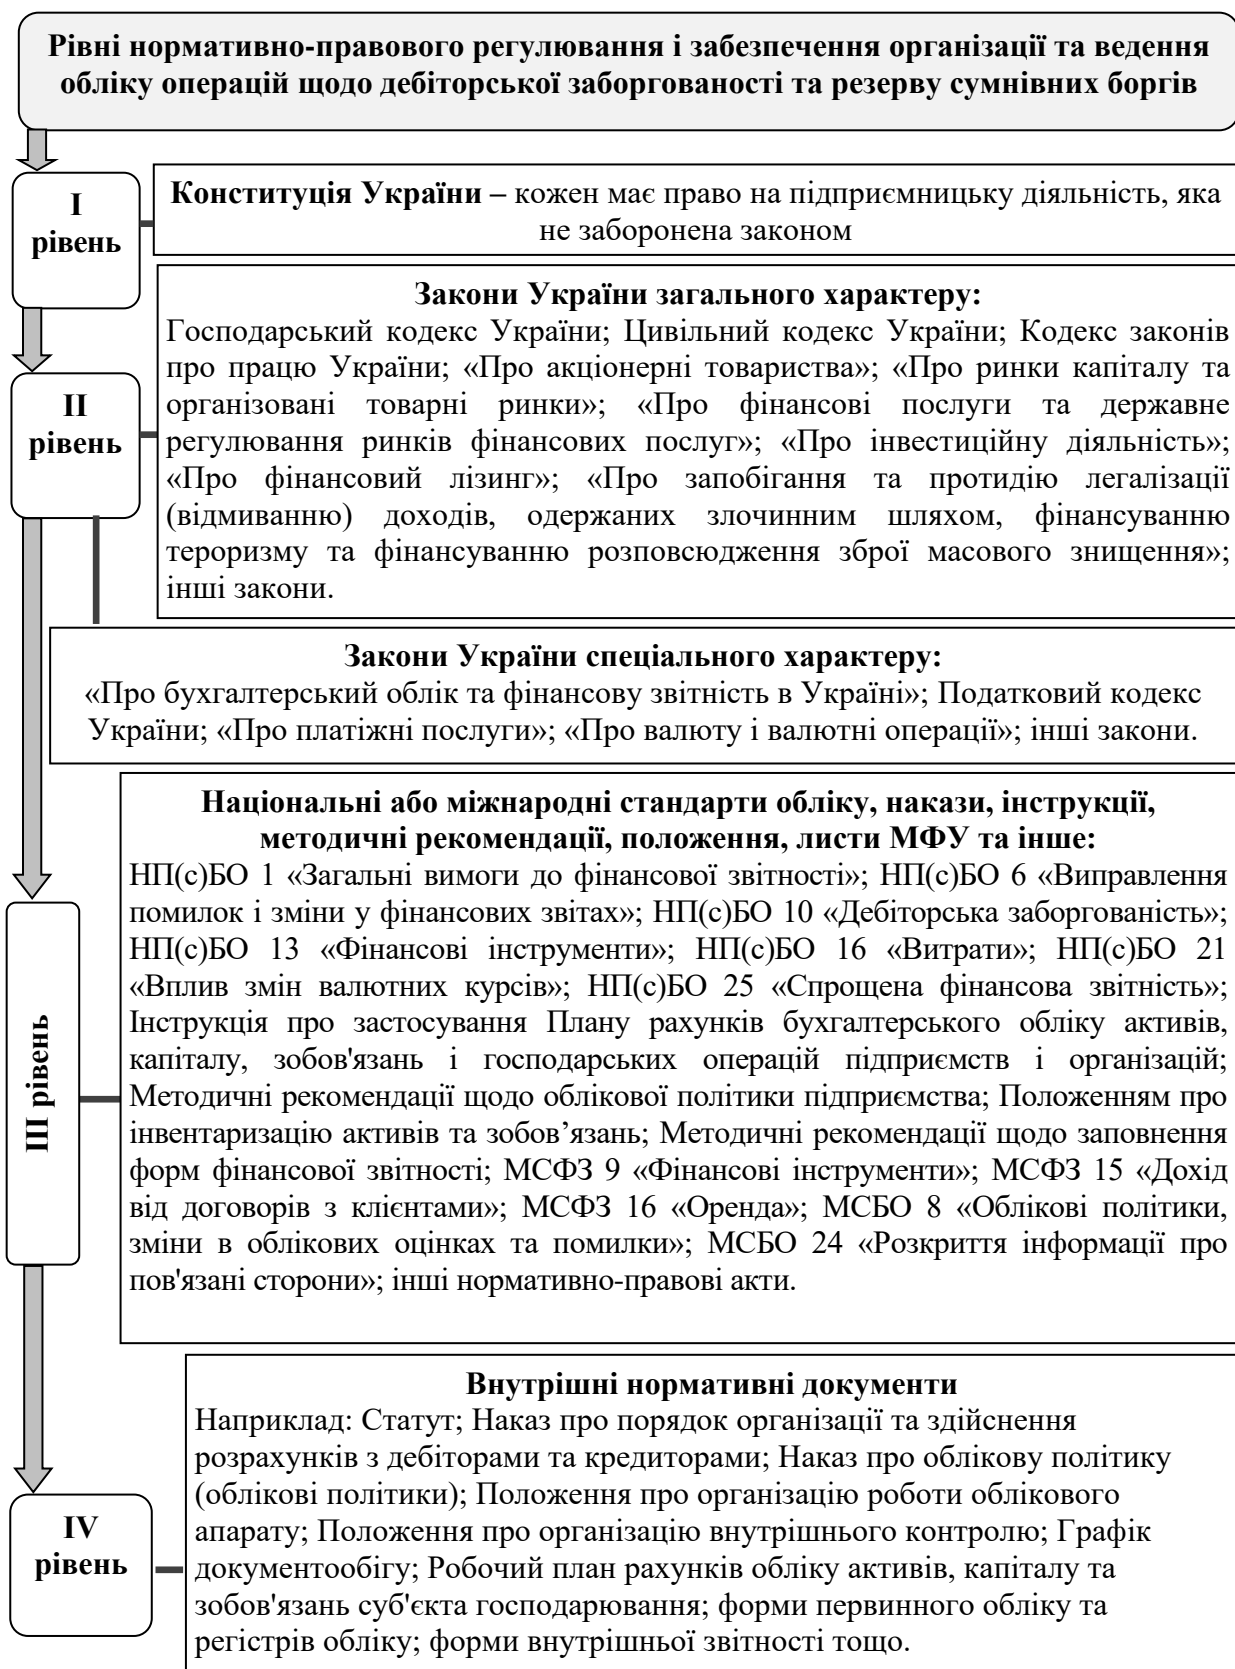 Рівні нормативно-правового регулювання і забезпечення організації та ведення
обліку операцій щодо дебіторської заборгованості та резерву сумнівних боргів
I
рівень
Конституція України – кожен має право на підприємницьку діяльність, яка
не заборонена законом
II
рівень
Закони України загального характеру:
Господарський кодекс України; Цивільний кодекс України; Кодекс законів
про працю України; «Про акціонерні товариства»; «Про ринки капіталу та
організовані товарні ринки»; «Про фінансові послуги та державне
регулювання ринків фінансових послуг»; «Про інвестиційну діяльність»;
«Про фінансовий лізинг»; «Про запобігання та протидію легалізації
(відмиванню) доходів, одержаних злочинним шляхом, фінансуванню
тероризму та фінансуванню розповсюдження зброї масового знищення»;
інші закони.
Закони України спеціального характеру:
«Про бухгалтерський облік та фінансову звітність в Україні»; Податковий кодекс
України; «Про платіжні послуги»; «Про валюту і валютні операції»; інші закони.
III рівень
Національні або міжнародні стандарти обліку, накази, інструкції,
методичні рекомендації, положення, листи МФУ та інше:
НП(с)БО 1 «Загальні вимоги до фінансової звітності»; НП(с)БО 6 «Виправлення
помилок і зміни у фінансових звітах»; НП(с)БО 10 «Дебіторська заборгованість»;
НП(с)БО 13 «Фінансові інструменти»; НП(с)БО 16 «Витрати»; НП(с)БО 21
«Вплив змін валютних курсів»; НП(с)БО 25 «Спрощена фінансова звітність»;
Інструкція про застосування Плану рахунків бухгалтерського обліку активів,
капіталу, зобов'язань і господарських операцій підприємств і організацій;
Методичні рекомендації щодо облікової політики підприємства; Положенням про
інвентаризацію активів та зобов’язань; Методичні рекомендації щодо заповнення
форм фінансової звітності; МСФЗ 9 «Фінансові інструменти»; МСФЗ 15 «Дохід
від договорів з клієнтами»; МСФЗ 16 «Оренда»; МСБО 8 «Облікові політики,
зміни в облікових оцінках та помилки»; МСБО 24 «Розкриття інформації про
пов'язані сторони»; інші нормативно-правові акти.
IV
рівень
Внутрішні нормативні документи
Наприклад: Статут; Наказ про порядок організації та здійснення
розрахунків з дебіторами та кредиторами; Наказ про облікову політику
(облікові політики); Положення про організацію роботи облікового
апарату; Положення про організацію внутрішнього контролю; Графік
документообігу; Робочий план рахунків обліку активів, капіталу та
зобов'язань суб'єкта господарювання; форми первинного обліку та
регістрів обліку; форми внутрішньої звітності тощо.